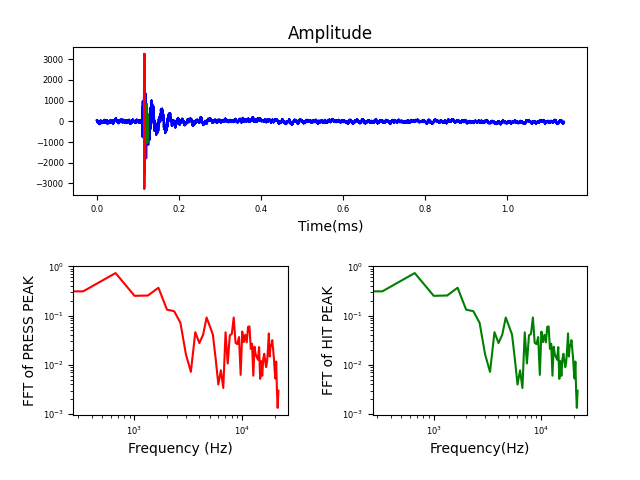 Amplitude
3000
2000
1000
0
−1000
−2000
−3000
0.0 0.2 0.4 0.6 0.8 1.0
Time(ms)
FFT of PRESS PEAK
10⁰
10⁻¹
10⁻²
10⁻³
10³ 10⁴
Frequency (Hz)
FFT of HIT PEAK
10⁰
10⁻¹
10⁻²
10⁻³
10³ 10⁴
Frequency(Hz)